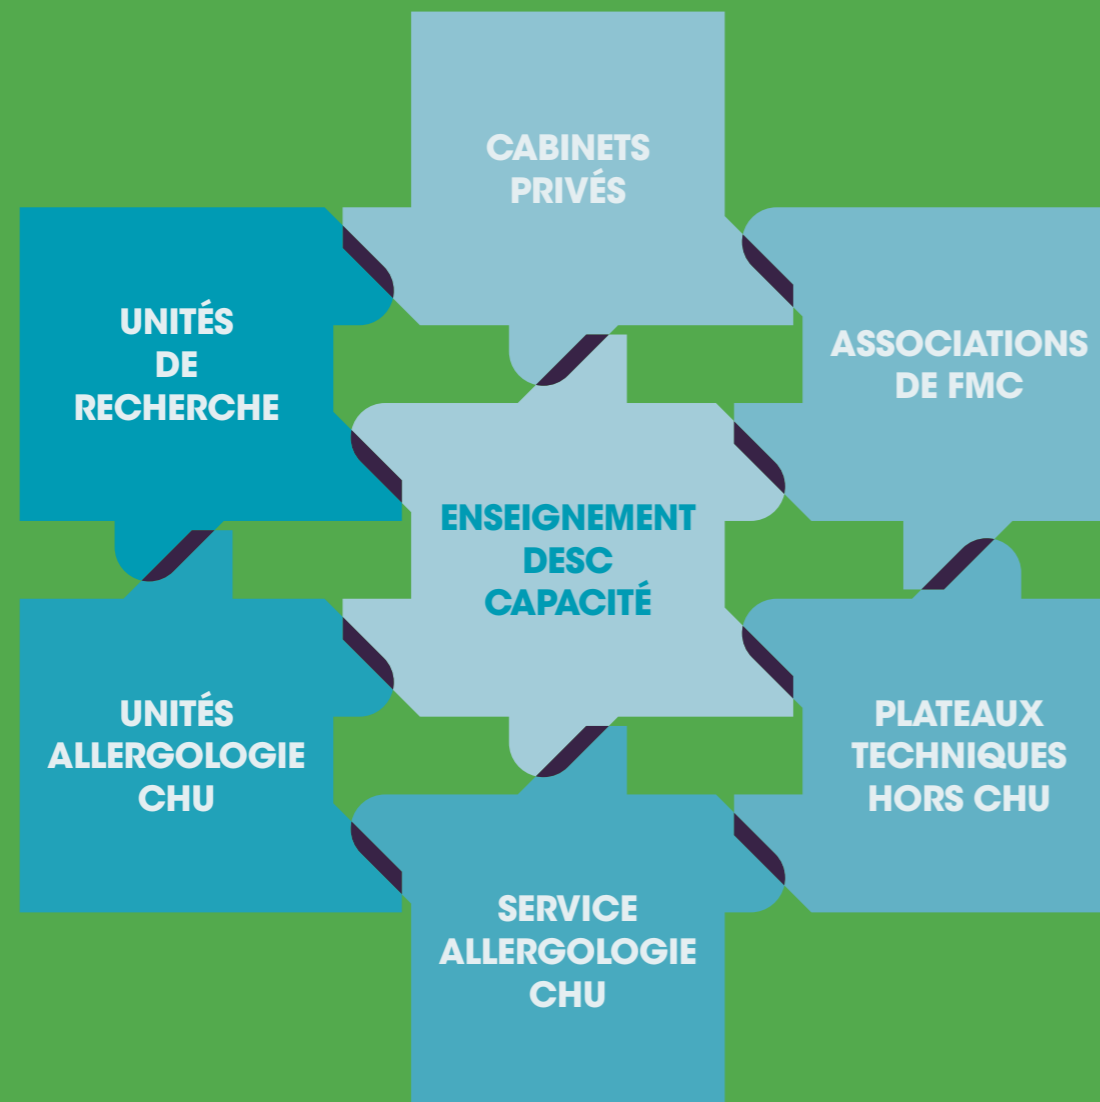 CABINETS
PRIVÉS
UNITÉS
DE
RECHERCHE
ASSOCIATIONS
DE FMC
ENSEIGNEMENT
DESC
CAPACITÉ
UNITÉS
ALLERGOLOGIE
CHU
PLATEAUX
TECHNIQUES
HORS CHU
SERVICE
ALLERGOLOGIE
CHU